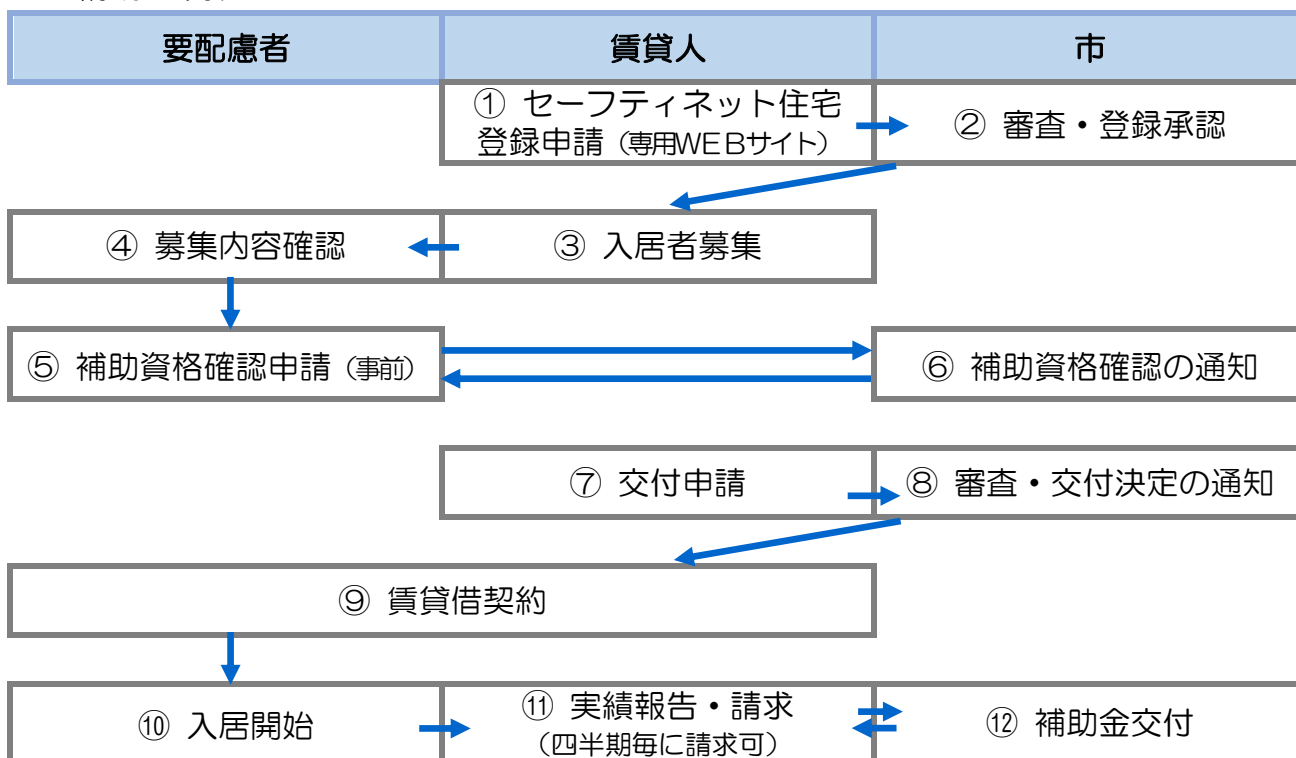 要配慮者
賃貸人
市
① セーフティネット住宅
登録申請（専用WEBサイト）
② 審査・登録承認
④ 募集内容確認
③ 入居者募集
⑤ 補助資格確認申請（事前）
⑥ 補助資格確認の通知
⑦ 交付申請
⑧ 審査・交付決定の通知
⑨ 賃貸借契約
⑩ 入居開始
⑪ 実績報告・請求
（四半期毎に請求可）
⑫ 補助金交付